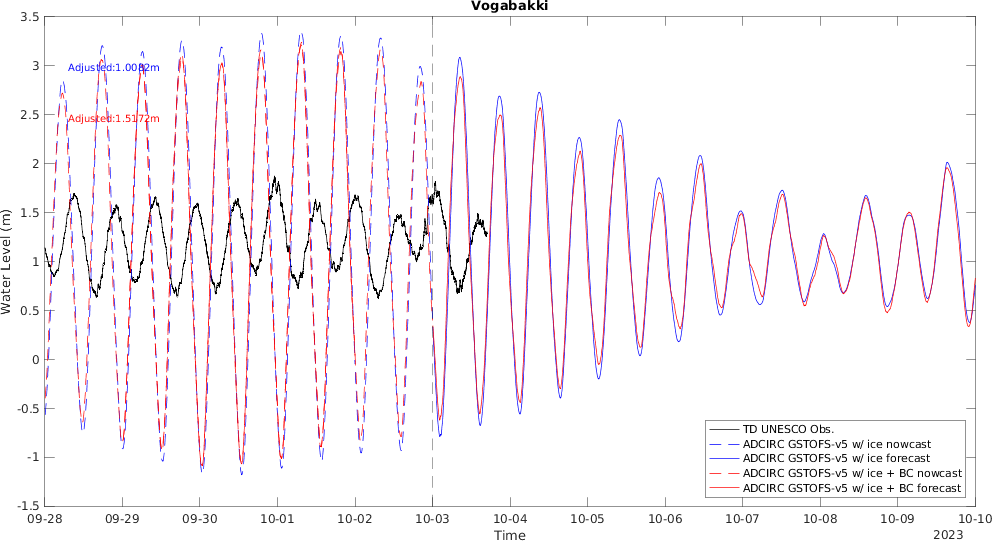 Vogabakki
3.5
3
2.5
2
1.5
1
0.5
0
-0.5
-1
-1.5
Water Level (m)
Adjusted:1.0082m
Adjusted:1.5172m
TD UNESCO Obs.
ADCIRC GSTOFS-v5 w/ ice nowcast
ADCIRC GSTOFS-v5 w/ ice forecast
ADCIRC GSTOFS-v5 w/ ice + BC nowcast
ADCIRC GSTOFS-v5 w/ ice + BC forecast
09-28 09-29 09-30 10-01 10-02 10-03 10-04 10-05 10-06 10-07 10-08 10-09 10-10
Time
2023